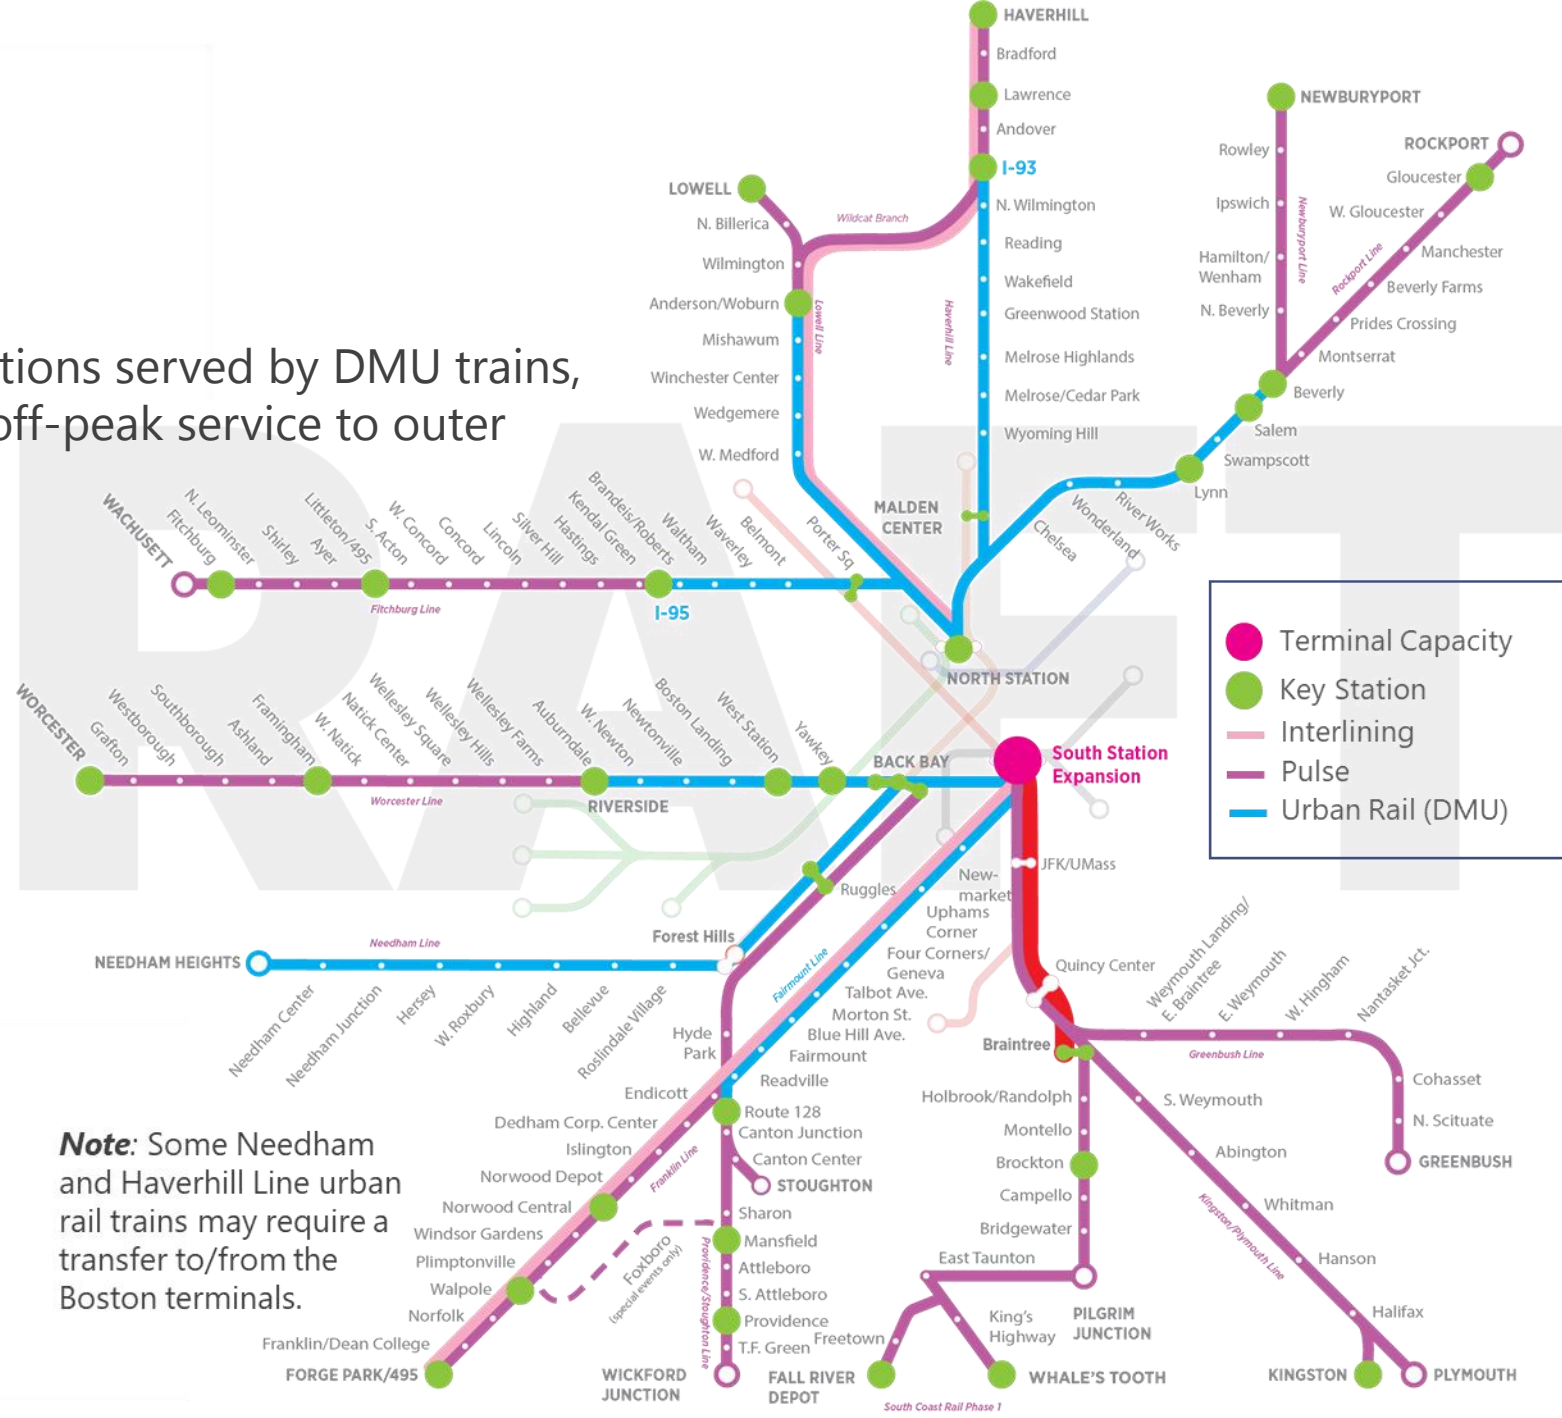 HAVERHILL
Bradford
Lawrence
Andover
I-93
N. Wilmington
Reading
Wakefield
Greenwood Station
Melrose Highlands
Melrose/Cedar Park
Wyoming Hill
MALDEN
CENTER
Haverhill Line
Wildcat Branch
LOWELL
N. Billerica
Wilmington
Anderson/Woburn
Mishawum
Winchester Center
Wedgemere
W. Medford
Lowell Line
NEWBURYPORT
Rowley
Ipswich
Hamilton/
Wenham
N. Beverly
Newburyport Line
ROCKPORT
Gloucester
W. Gloucester
Manchester
Beverly Farms
Prides Crossing
Montserrat
Rockport Line
Beverly
Salem
Swampscott
Lynn
RiverWorks
Wonderland
Chelsea
tions served by DMU trains,
off-peak service to outer
RAFT
WACHUSETT
Fitchburg
N. Leominster
Shirley
Ayer
Littleton/495
S. Acton
W. Concord
Concord
Lincoln
Silver Hill
Hastings
Kendal Green
Brandeis/Roberts
Waltham
Waverley
Belmont
Porter Sq
Fitchburg Line
I-95
NORTH STATION
Terminal Capacity
Key Station
Interlining
Pulse
Urban Rail (DMU)
WORCESTER
Grafton
Westborough
Southborough
Ashland
Framingham
W. Natick
Natick Center
Wellesley Square
Wellesley Hills
Wellesley Farms
Auburndale
W. Newton
Newtonville
Boston Landing
West Station
Yawkey
BACK BAY
Worcester Line
RIVERSIDE
South Station
Expansion
JFK/UMass
Ruggles
New-
market
Uphams
Corner
Four Corners/
Geneva
Talbot Ave.
Morton St.
Blue Hill Ave.
Fairmount
Readville
Fairmount Line
Forest Hills
Needham Line
NEEDHAM HEIGHTS
Needham Center
Needham Junction
Hersey
W. Roxbury
Highland
Bellevue
Roslindale Village
Hyde
Park
Quincy Center
Braintree
Weymouth Landing/
E. Braintree
E. Weymouth
W. Hingham
Nantasket Jct.
Greenbush Line
Cohasset
N. Scituate
GREENBUSH
Endicott
Dedham Corp. Center
Islington
Norwood Depot
Norwood Central
Windsor Gardens
Plimptonville
Walpole
Norfolk
Franklin/Dean College
FORGE PARK/495
Franklin Line
Foxboro
(special events only)
Route 128
Canton Junction
Canton Center
STOUGHTON
Sharon
Mansfield
Attleboro
S. Attleboro
Providence
T.F. Green
WICKFORD
JUNCTION
Providence/Stoughton Line
Holbrook/Randolph
Montello
Brockton
Campello
Bridgewater
East Taunton
PILGRIM
JUNCTION
Freetown
King's
Highway
FALL RIVER
DEPOT
WHALE'S TOOTH
South Coast Rail Phase 1
S. Weymouth
Abington
Whitman
Hanson
Halifax
Kingston/Plymouth Line
KINGSTON
PLYMOUTH
Note: Some Needham
and Haverhill Line urban
rail trains may require a
transfer to/from the
Boston terminals.